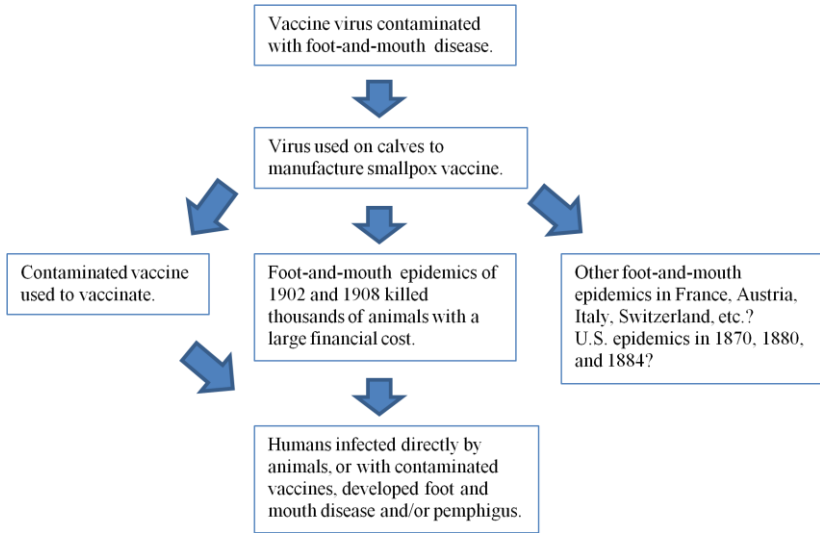 Vaccine virus contaminated
with foot-and-mouth disease.
Virus used on calves to
manufacture smallpox vaccine.
Contaminated vaccine
used to vaccinate.
Foot-and-mouth epidemics of
1902 and 1908 killed
thousands of animals with a
large financial cost.
Other foot-and-mouth
epidemics in France, Austria,
Italy, Switzerland, etc.?
U.S. epidemics in 1870, 1880,
and 1884?
Humans infected directly by
animals, or with contaminated
vaccines, developed foot and
mouth disease and/or pemphigus.